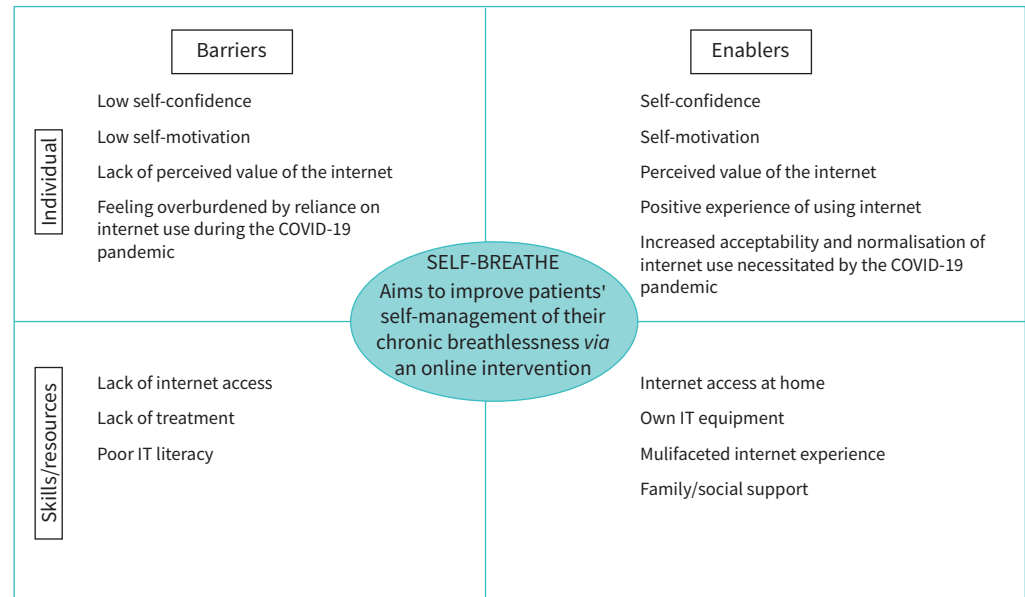 Barriers
Enablers
Individual
Low self-confidence
Low self-motivation
Lack of perceived value of the internet
Feeling overburdened by reliance on
internet use during the COVID-19
pandemic
Self-confidence
Self-motivation
Perceived value of the internet
Positive experience of using internet
Increased acceptability and normalisation of
internet use necessitated by the COVID-19
pandemic
SELF-BREATHE
Aims to improve patients'
self-management of their
chronic breathlessness via
an online intervention
Skills/resources
Lack of internet access
Lack of treatment
Poor IT literacy
Internet access at home
Own IT equipment
Mulifaceted internet experience
Family/social support